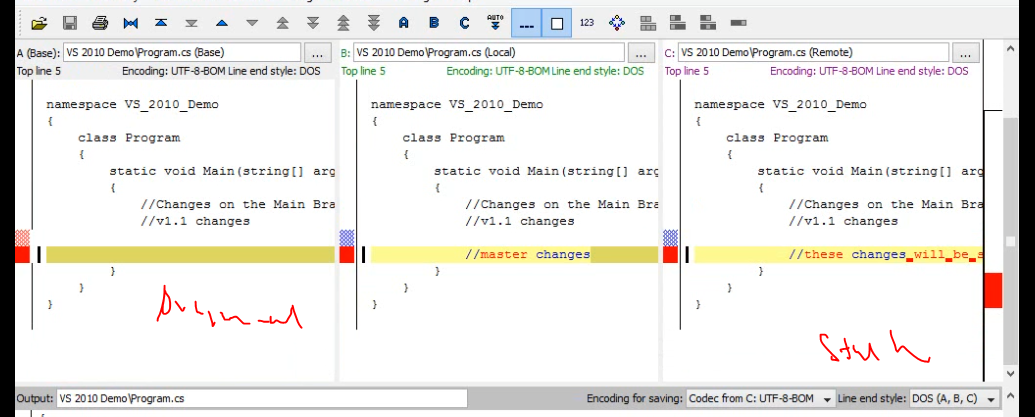 A B C AUTO 123
A (Base): VS 2010 Demo\Program.cs (Base) ... B: VS 2010 Demo\Program.cs (Local) ... C: VS 2010 Demo\Program.cs (Remote) ...
Top line 5 Encoding: UTF-8-BOM Line end style: DOS Top line 5 Encoding: UTF-8-BOM Line end style: DOS Top line 5 Encoding: UTF-8-BOM Line end style: DOS
namespace VS_2010_Demo namespace VS_2010_Demo namespace VS_2010_Demo
{ { {
class Program class Program class Program
{ { {
static void Main(string[] arg static void Main(string[] arg static void Main(string[] arg
{ { {
//Changes on the Main Bra //Changes on the Main Bra //Changes on the Main Bra
//v1.1 changes //v1.1 changes //v1.1 changes
//master changes //these changes will be s
} } }
} } }
} } }
Output: VS 2010 Demo\Program.cs Encoding for saving: Codec from C: UTF-8-BOM Line end style: DOS (A, B, C)
{